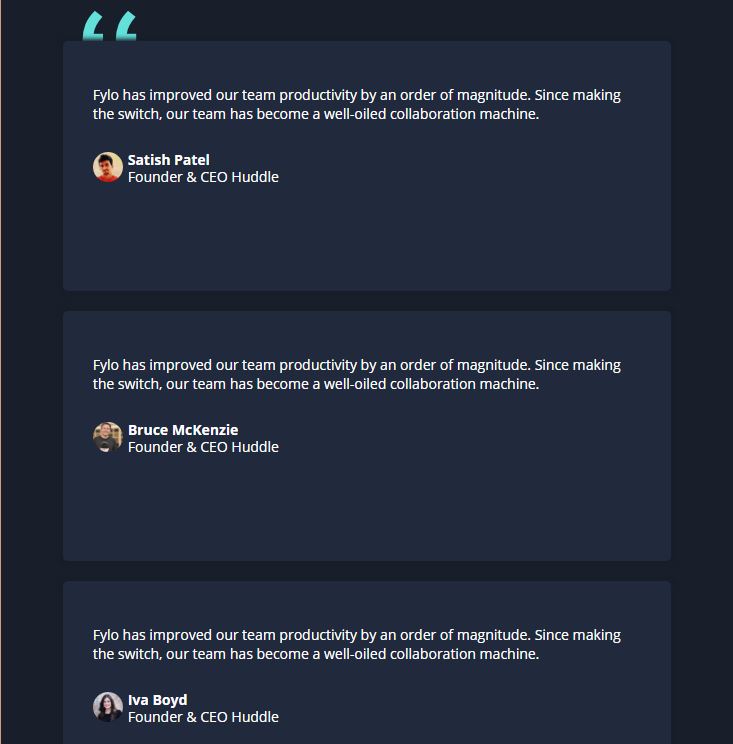 “
Fylo has improved our team productivity by an order of magnitude. Since making
the switch, our team has become a well-oiled collaboration machine.
Satish Patel
Founder & CEO Huddle
Fylo has improved our team productivity by an order of magnitude. Since making
the switch, our team has become a well-oiled collaboration machine.
Bruce McKenzie
Founder & CEO Huddle
Fylo has improved our team productivity by an order of magnitude. Since making
the switch, our team has become a well-oiled collaboration machine.
Iva Boyd
Founder & CEO Huddle